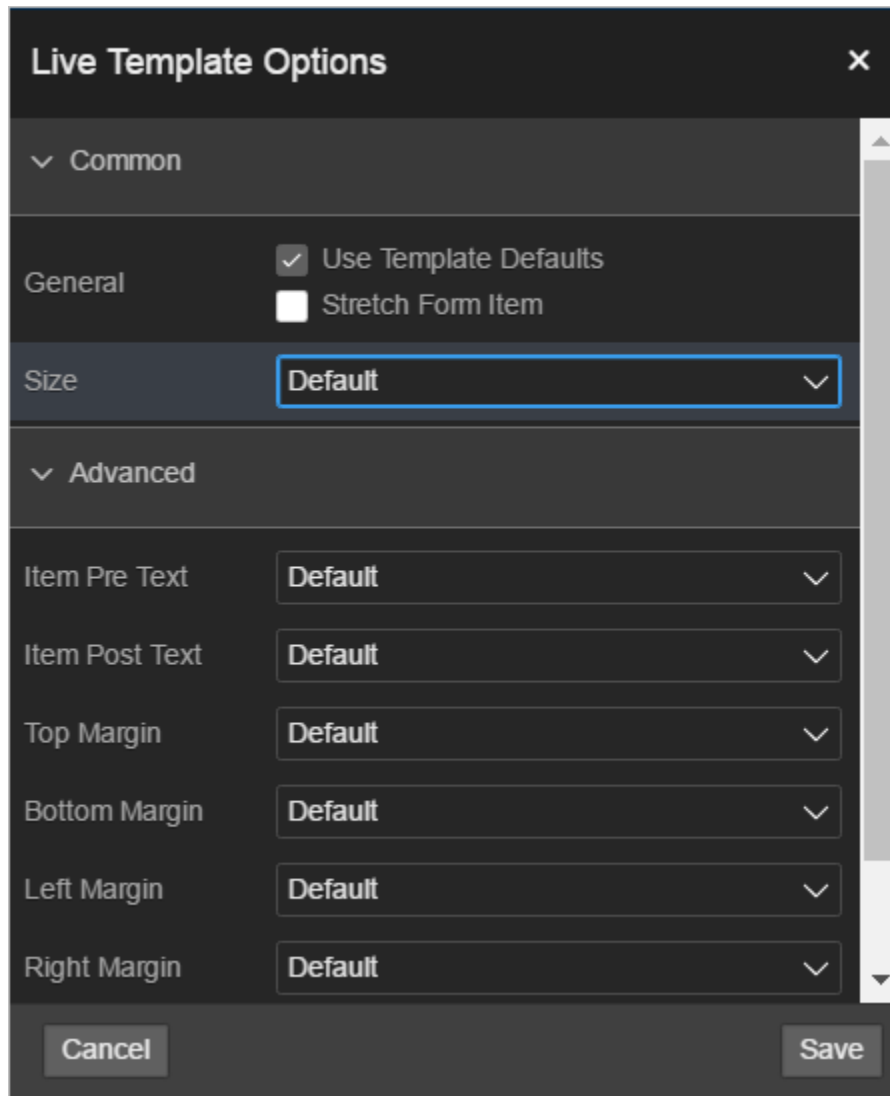 Live Template Options
Common
General
Use Template Defaults
Stretch Form Item
Size
Default
Advanced
Item Pre Text
Default
Item Post Text
Default
Top Margin
Default
Bottom Margin
Default
Left Margin
Default
Right Margin
Default
Cancel
Save